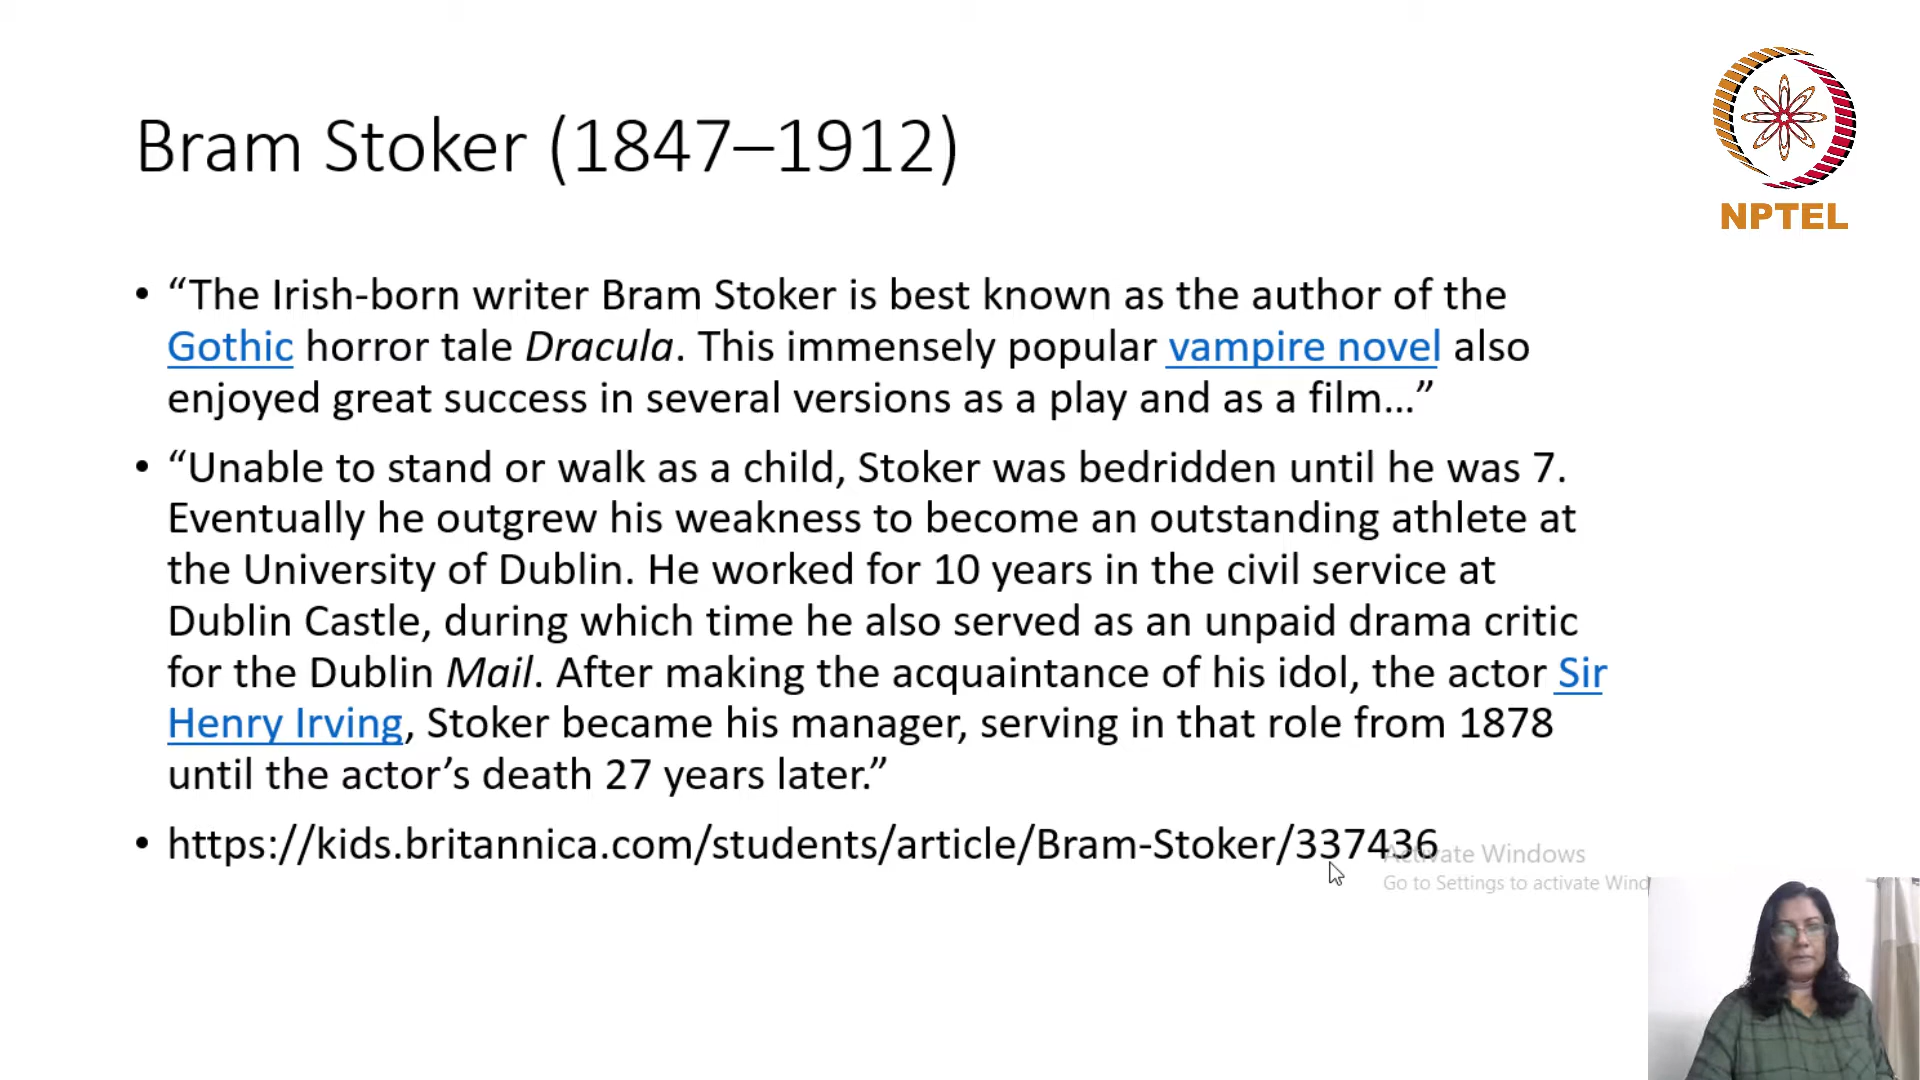 Bram Stoker (1847–1912)
NPTEL
• “The Irish-born writer Bram Stoker is best known as the author of the
Gothic horror tale Dracula. This immensely popular vampire novel also
enjoyed great success in several versions as a play and as a film…”
• “Unable to stand or walk as a child, Stoker was bedridden until he was 7.
Eventually he outgrew his weakness to become an outstanding athlete at
the University of Dublin. He worked for 10 years in the civil service at
Dublin Castle, during which time he also served as an unpaid drama critic
for the Dublin Mail. After making the acquaintance of his idol, the actor Sir
Henry Irving, Stoker became his manager, serving in that role from 1878
until the actor’s death 27 years later.”
• https://kids.britannica.com/students/article/Bram-Stoker/337436
Activate Windows
Go to Settings to activate Wind